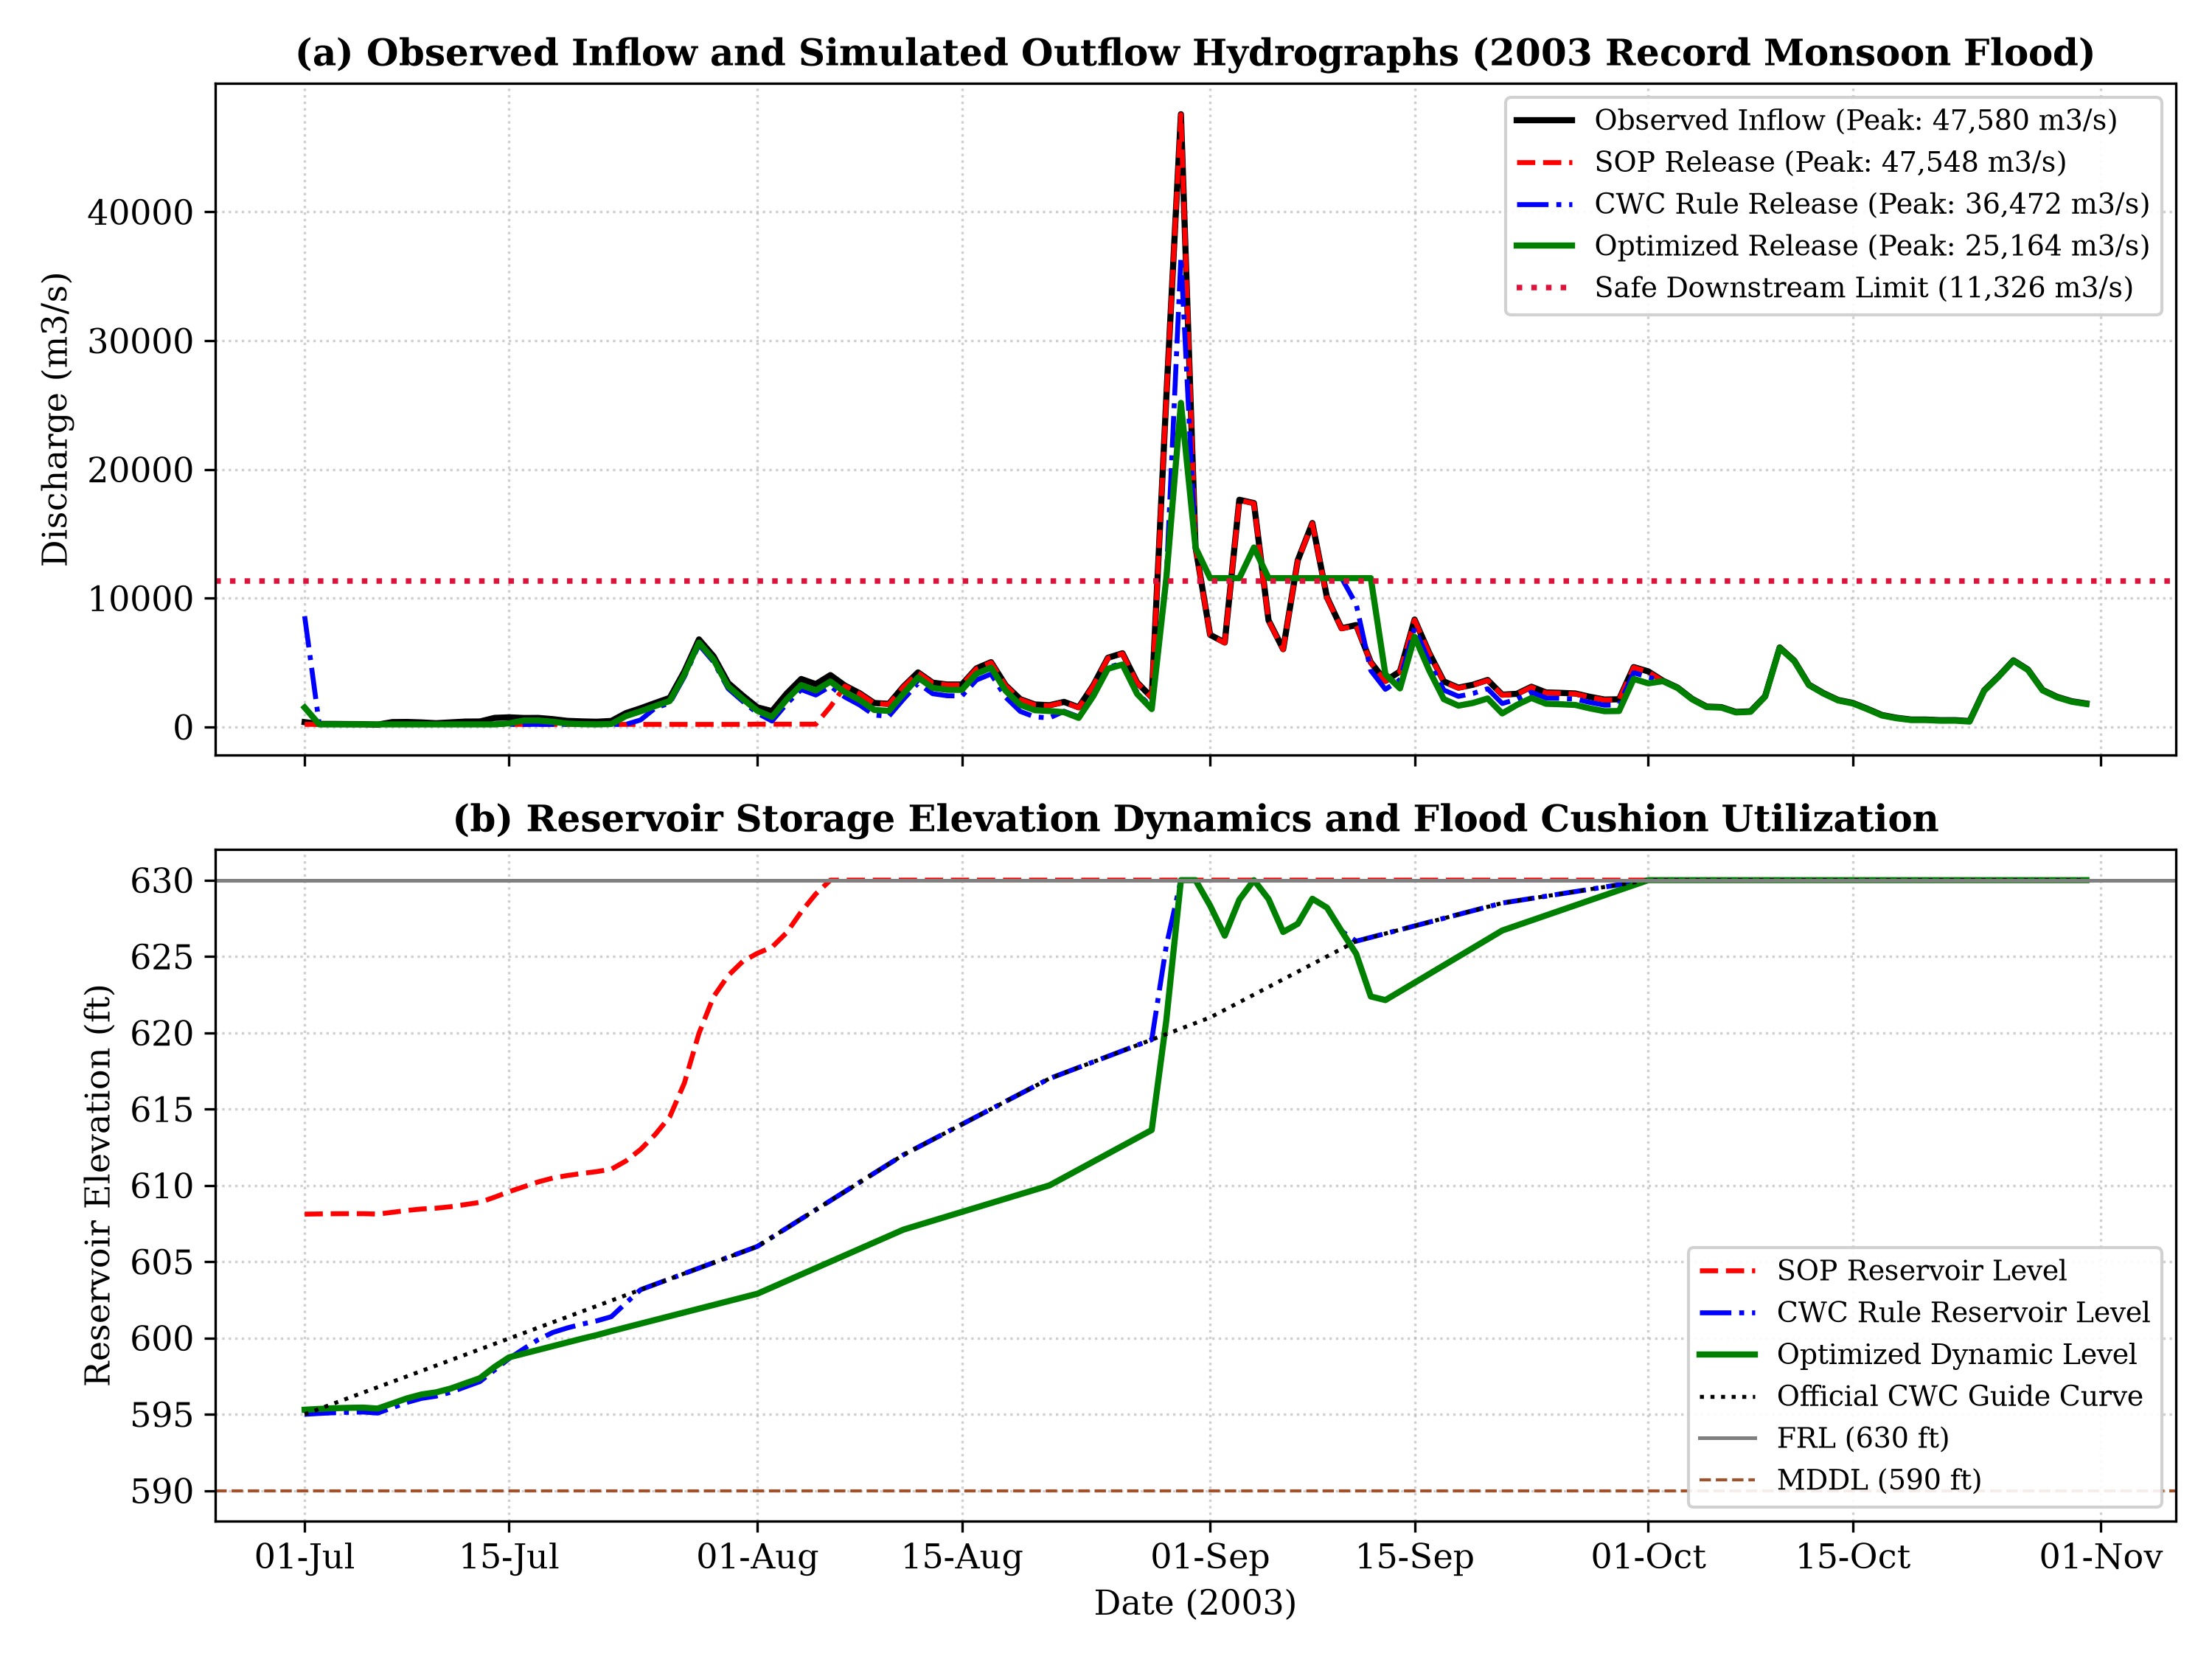 (a) Observed Inflow and Simulated Outflow Hydrographs (2003 Record Monsoon Flood)
Discharge (m3/s)
40000
30000
20000
10000
0
Observed Inflow (Peak: 47,580 m3/s)
SOP Release (Peak: 47,548 m3/s)
CWC Rule Release (Peak: 36,472 m3/s)
Optimized Release (Peak: 25,164 m3/s)
Safe Downstream Limit (11,326 m3/s)
(b) Reservoir Storage Elevation Dynamics and Flood Cushion Utilization
Reservoir Elevation (ft)
630
625
620
615
610
605
600
595
590
SOP Reservoir Level
CWC Rule Reservoir Level
Optimized Dynamic Level
Official CWC Guide Curve
FRL (630 ft)
MDDL (590 ft)
01-Jul 15-Jul 01-Aug 15-Aug 01-Sep 15-Sep 01-Oct 15-Oct 01-Nov
Date (2003)